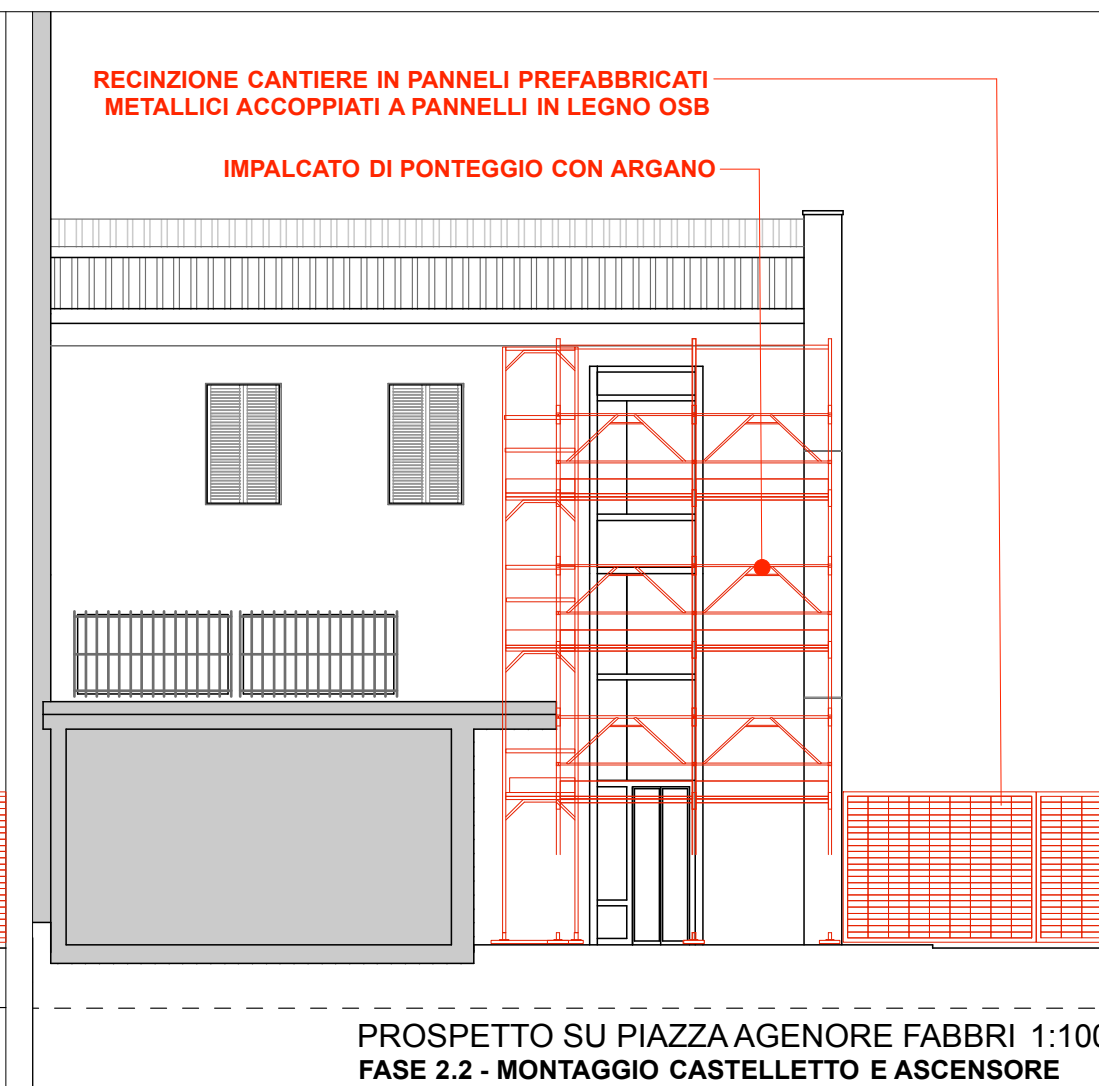 RECINZIONE CANTIERE IN PANNELI PREFABBRICATI
METALLICI ACCOPPIATI A PANNELLI IN LEGNO OSB
IMPALCATO DI PONTEGGIO CON ARGANO
PROSPETTO SU PIAZZA AGENORE FABBRI 1:100
FASE 2.2 - MONTAGGIO CASTELLETTO E ASCENSORE